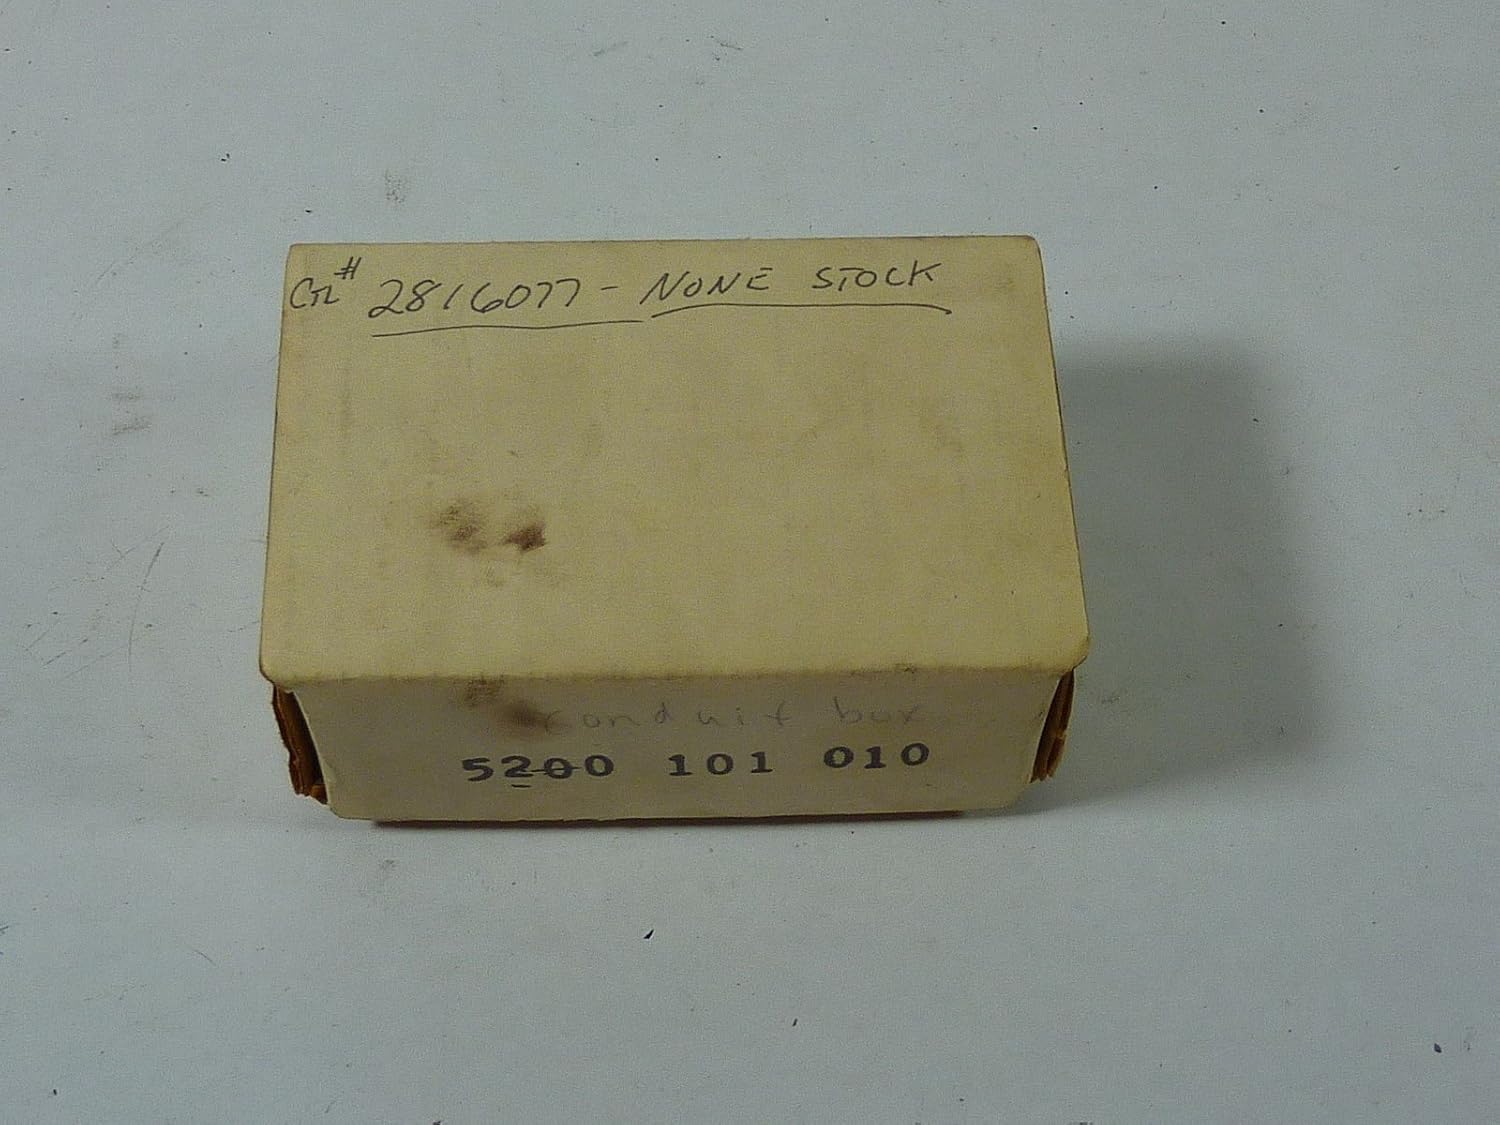 CTL# 2816077 - NONE STOCK
conduit box
5200 101 010